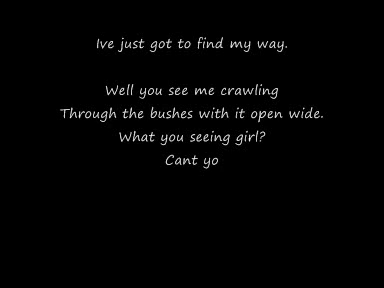 Ive just got to find my way.
Well you see me crawling
Through the bushes with it open wide.
What you seeing girl?
Cant yo